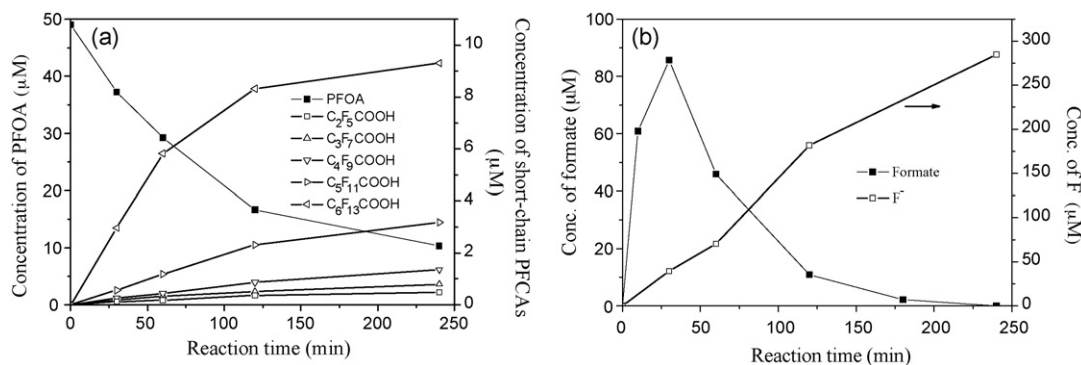 (a)
50
40
30
20
10
0
Concentration of PFOA (µM)
PFOA
C2F5COOH
C3F7COOH
C4F9COOH
C5F11COOH
C6F13COOH
10
8
6
4
2
0
Concentration of short-chain PFCAs
(µM)
0 50 100 150 200 250
Reaction time (min)
(b)
100
80
60
40
20
0
Conc. of formate (µM)
Formate
F-
300
250
200
150
100
50
0
Conc. of F- (µM)
0 50 100 150 200 250
Reaction time (min)